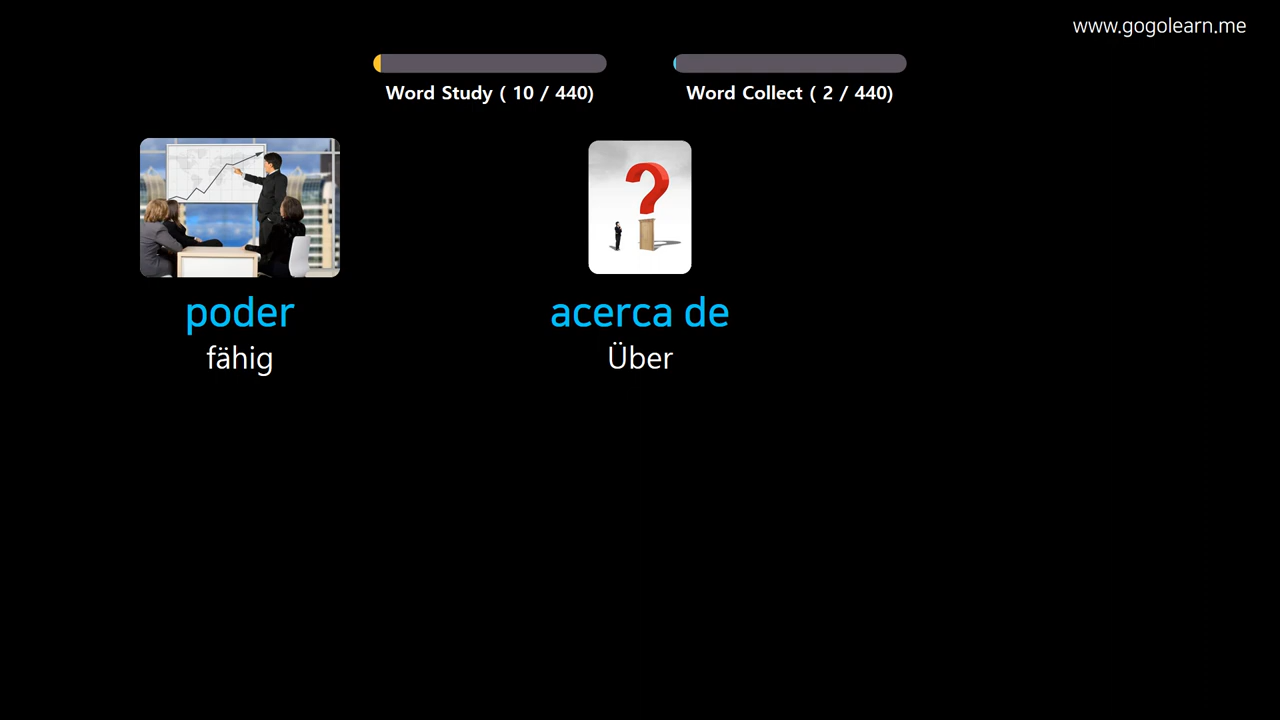 www.gogolearn.me
Word Study ( 10 / 440)
Word Collect ( 2 / 440)
poder
fähig
acerca de
Über